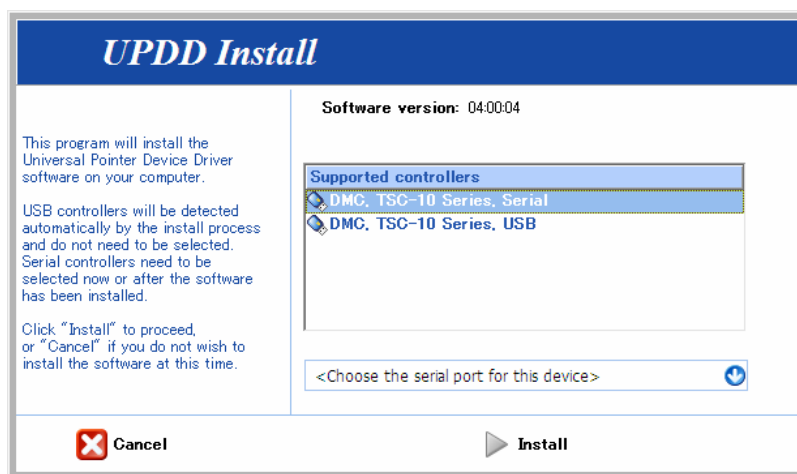 UPDD Install
Software version: 04:00:04
This program will install the
Universal Pointer Device Driver
software on your computer.
USB controllers will be detected
automatically by the install process
and do not need to be selected.
Serial controllers need to be
selected now or after the software
has been installed.
Click "Install" to proceed,
or "Cancel" if you do not wish to
install the software at this time.
Supported controllers
DMC, TSC-10 Series, Serial
DMC, TSC-10 Series, USB
<Choose the serial port for this device>
Cancel
Install